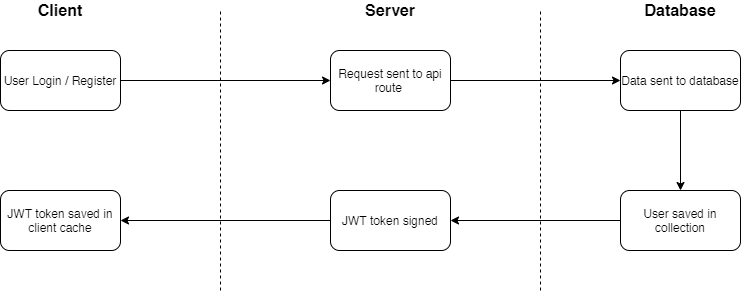 Client
Server
Database
User Login / Register
Request sent to api
route
Data sent to database
JWT token saved in
client cache
JWT token signed
User saved in
collection